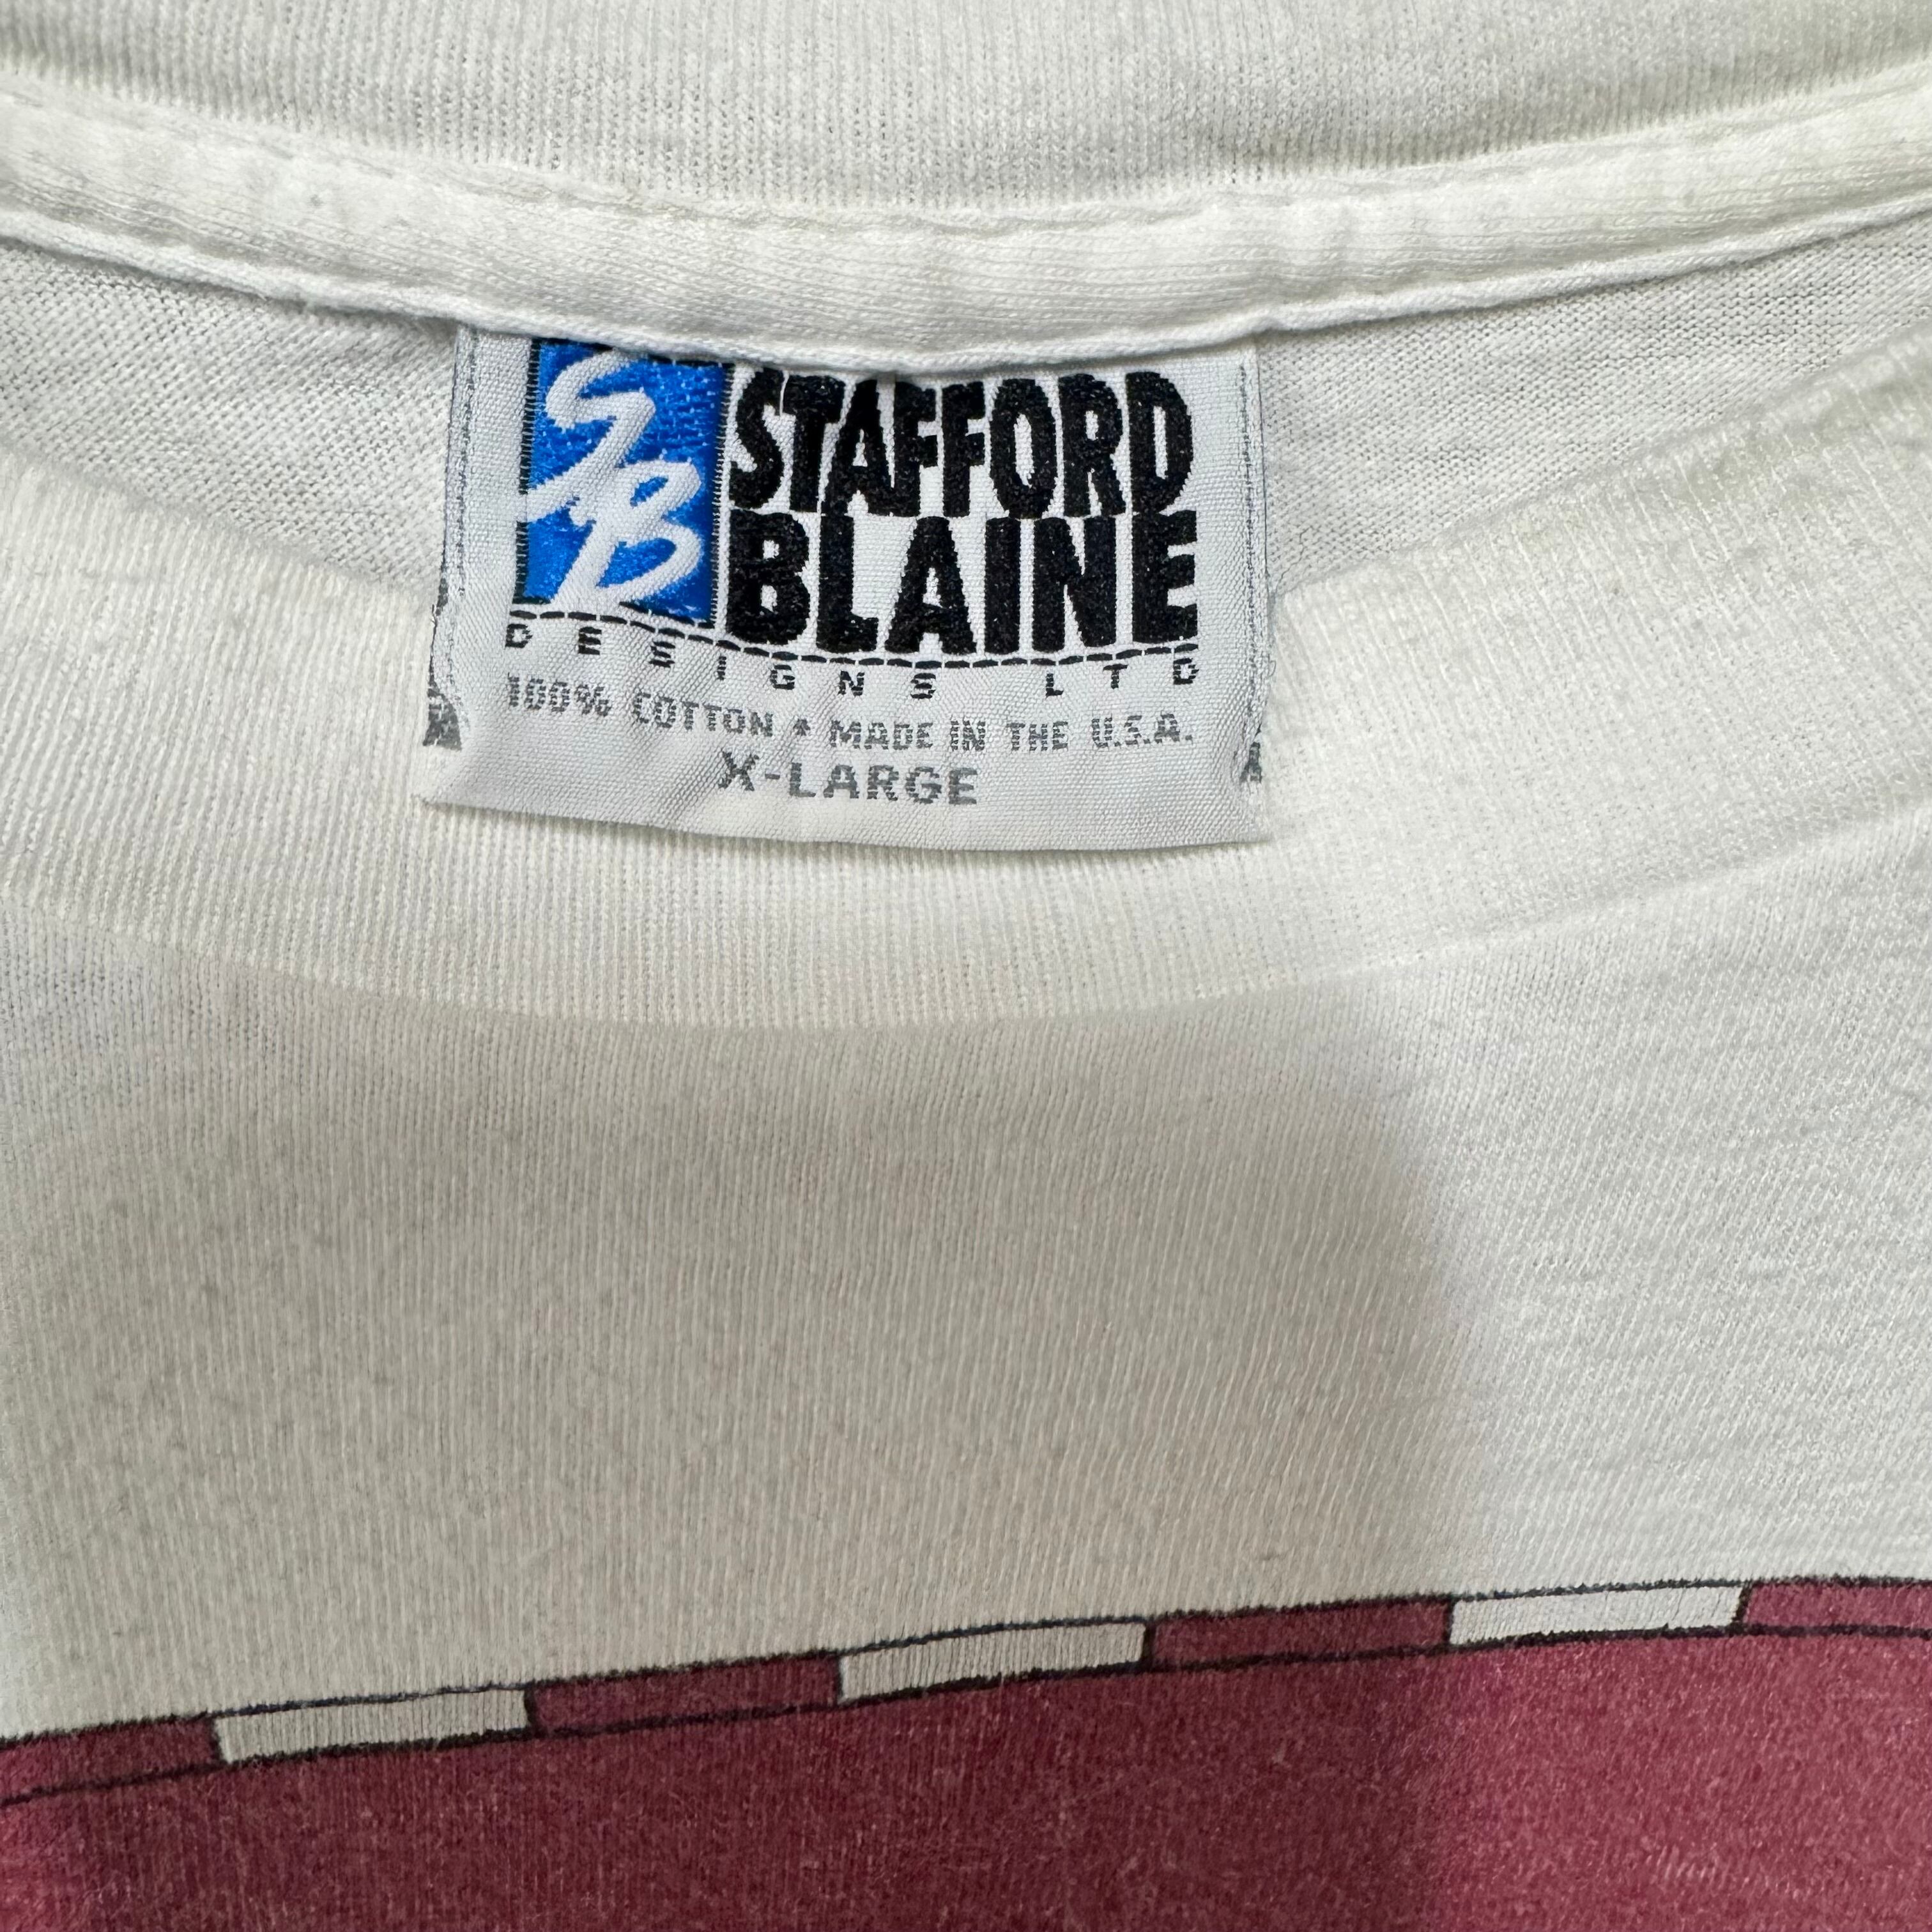 SB
STAFFORD
BLAINE
DESIGNS LTD
100% COTTON • MADE IN THE U.S.A.
X-LARGE